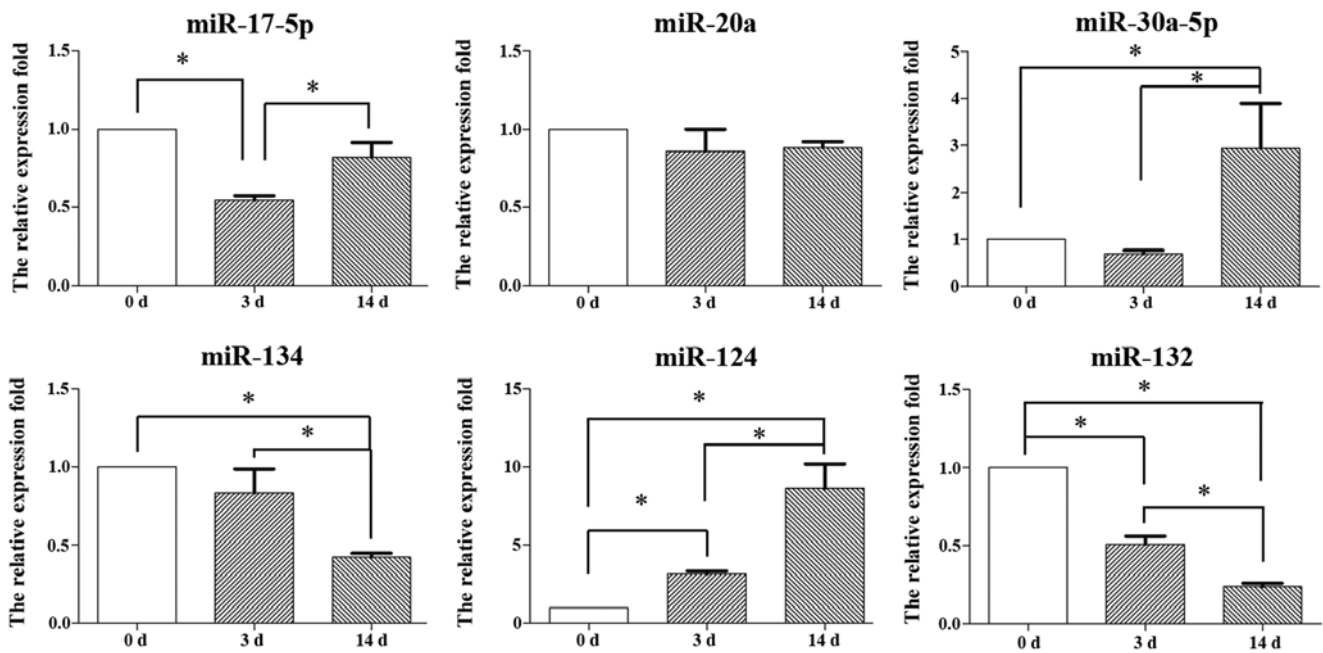 miR-17-5p
The relative expression fold
1.5
1.0
0.5
0.0
*
*
0 d
3 d
14 d
miR-20a
The relative expression fold
1.5
1.0
0.5
0.0
0 d
3 d
14 d
miR-30a-5p
The relative expression fold
5
4
3
2
1
0
*
*
0 d
3 d
14 d
miR-134
The relative expression fold
1.5
1.0
0.5
0.0
*
*
0 d
3 d
14 d
miR-124
The relative expression fold
15
10
5
0
*
*
*
0 d
3 d
14 d
miR-132
The relative expression fold
1.5
1.0
0.5
0.0
*
*
*
0 d
3 d
14 d